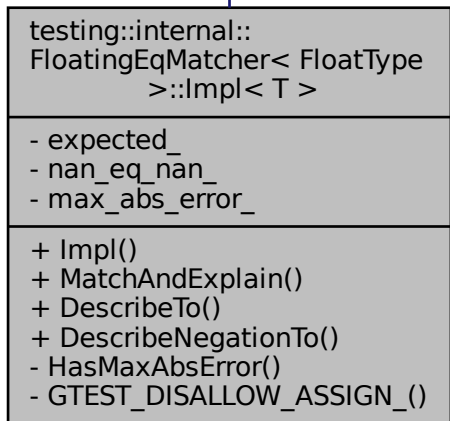 testing::internal::
FloatingEqMatcher< FloatType
>::Impl< T >
- expected_
- nan_eq_nan_
- max_abs_error_
+ Impl()
+ MatchAndExplain()
+ DescribeTo()
+ DescribeNegationTo()
- HasMaxAbsError()
- GTEST_DISALLOW_ASSIGN_()